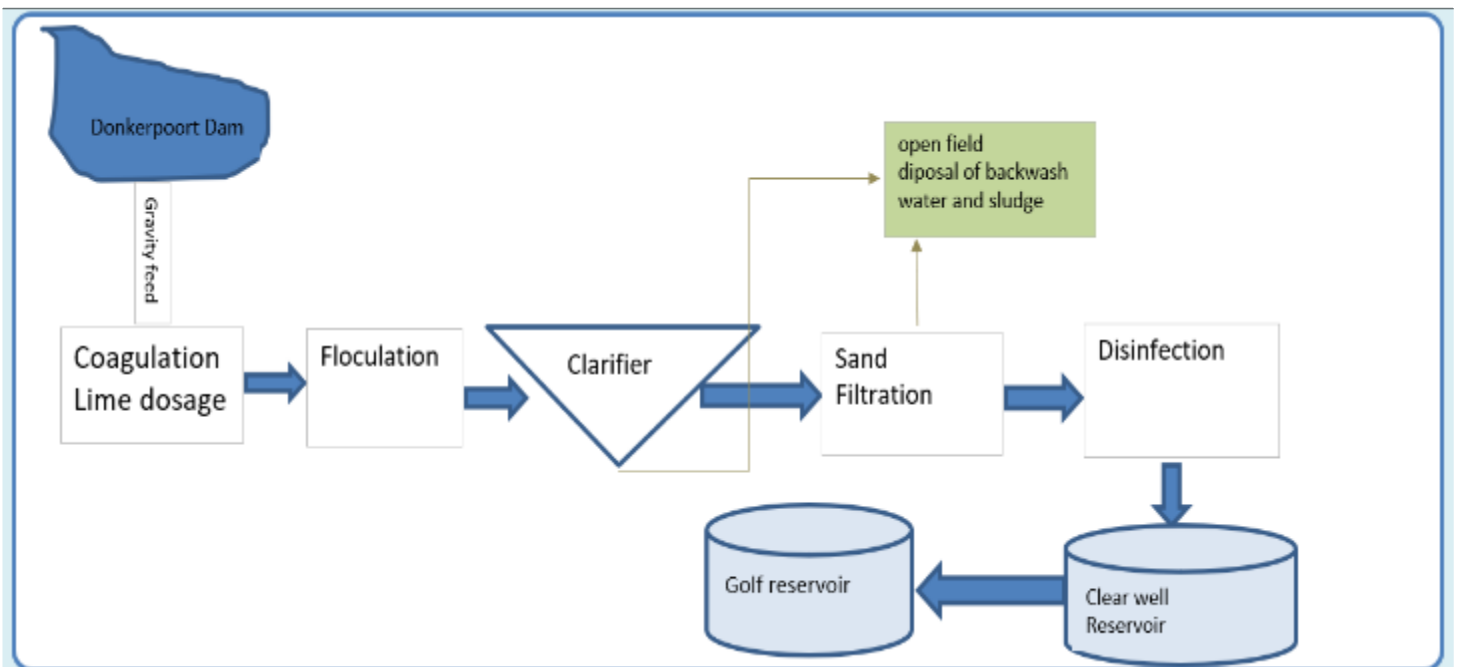 Donkerpoort Dam
Gravity feed
open field
diposal of backwash
water and sludge
Coagulation
Lime dosage
Floculation
Clarifier
Sand
Filtration
Disinfection
Golf reservoir
Clear well
Reservoir